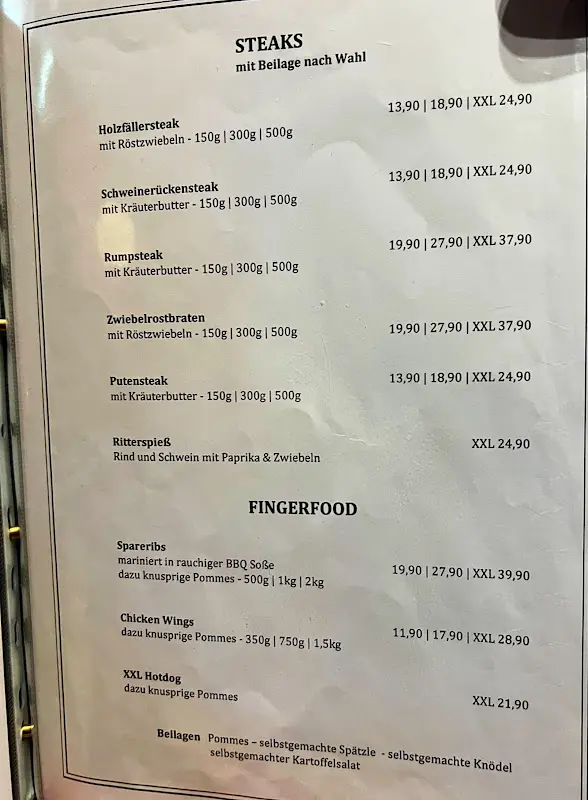 STEAKS
mit Beilage nach Wahl
Holzfällersteak
mit Röstzwiebeln - 150g | 300g | 500g
13,90 | 18,90 | XXL 24,90
Schweinerückensteak
mit Kräuterbutter - 150g | 300g | 500g
13,90 | 18,90 | XXL 24,90
Rumpsteak
mit Kräuterbutter - 150g | 300g | 500g
19,90 | 27,90 | XXL 37,90
Zwiebelrostbraten
mit Röstzwiebeln - 150g | 300g | 500g
19,90 | 27,90 | XXL 37,90
Putensteak
mit Kräuterbutter - 150g | 300g | 500g
13,90 | 18,90 | XXL 24,90
Ritterspieß
Rind und Schwein mit Paprika & Zwiebeln
XXL 24,90
FINGERFOOD
Spareribs
mariniert in rauchiger BBQ Soße
dazu knusprige Pommes - 500g | 1kg | 2kg
19,90 | 27,90 | XXL 39,90
Chicken Wings
dazu knusprige Pommes - 350g | 750g | 1,5kg
11,90 | 17,90 | XXL 28,90
XXL Hotdog
dazu knusprige Pommes
XXL 21,90
Beilagen Pommes – selbstgemachte Spätzle - selbstgemachte Knödel
selbstgemachter Kartoffelsalat